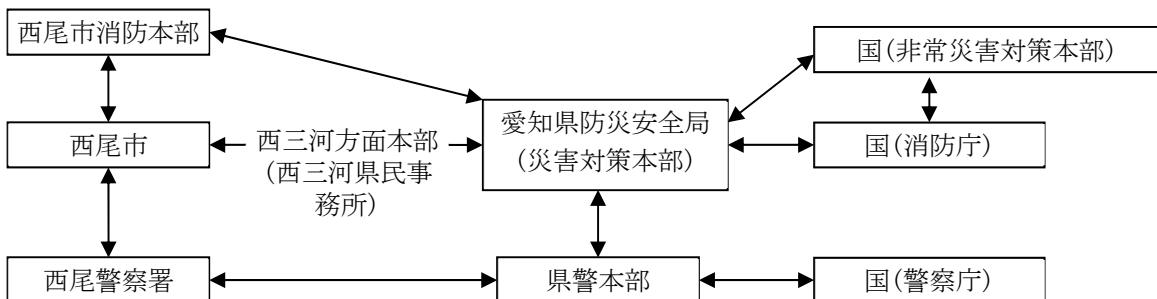 西尾市消防本部
国(非常災害対策本部)
西尾市
西三河方面本部
(西三河県民事
務所)
愛知県防災安全局
(災害対策本部)
国(消防庁)
西尾警察署
県警本部
国(警察庁)